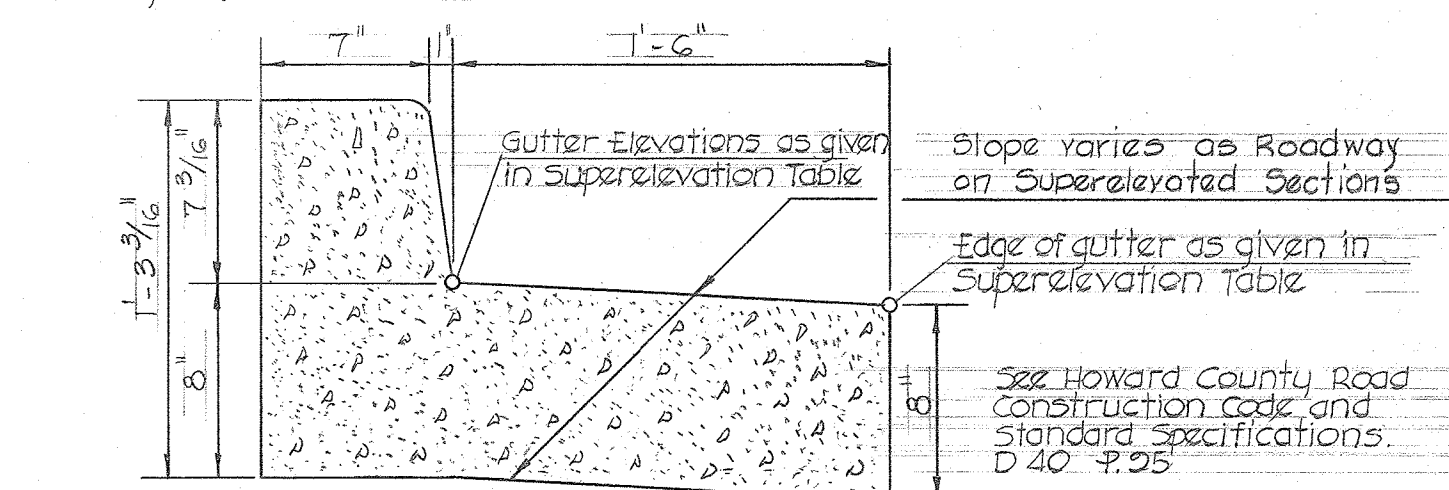 7" 1" 1'-6"
Gutter Elevations as given
in Superelevation Table
Slope varies as Roadway
on Superelevated Sections
7 3/16"
1'-3 3/16"
Edge of gutter as given in
Superelevation Table
8"
8"
See Howard County Road
Construction Code and
Standard Specifications.
D 40 P.25